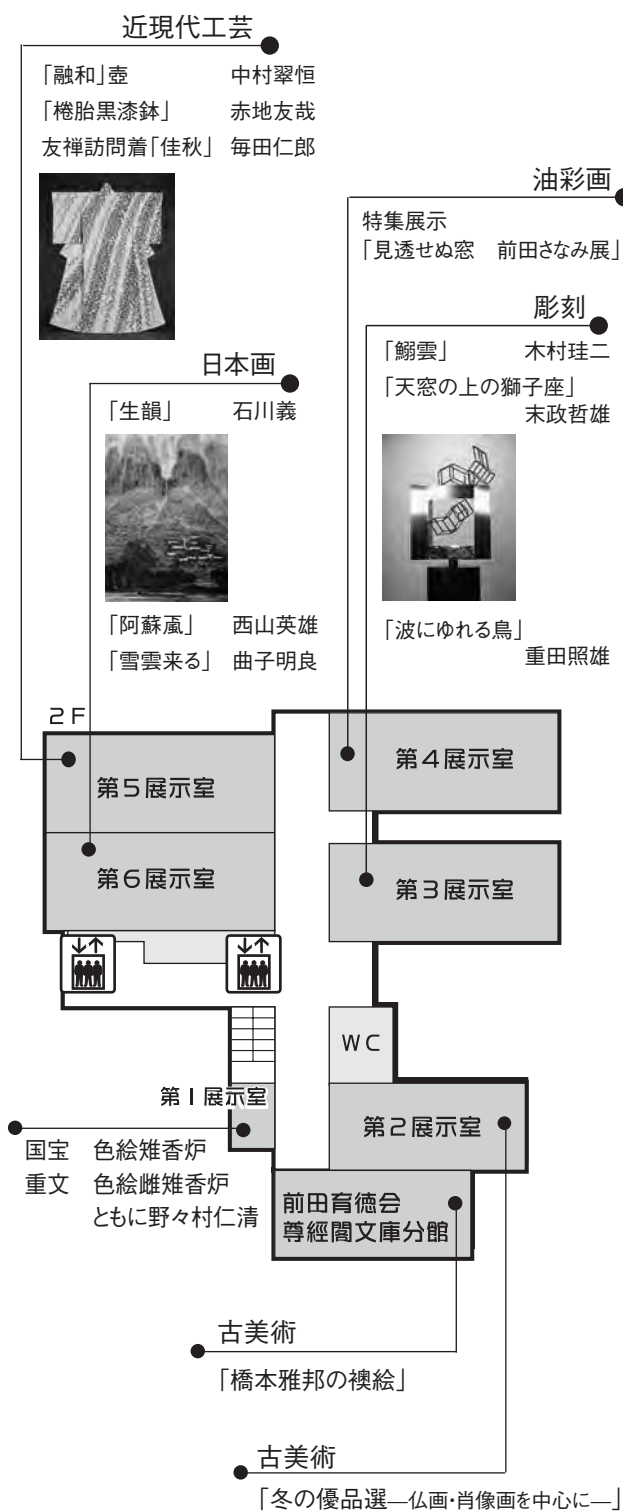 近現代工芸
「融和」壺 中村翠恒
「棬胎黒漆鉢」 赤地友哉
友禅訪問着「佳秋」 毎田仁郎
油彩画
特集展示
「見透せぬ窓 前田さなみ展」
彫刻
「鰯雲」 木村珪二
「天窓の上の獅子座」
末政哲雄
「波にゆれる鳥」
重田照雄
日本画
「生韻」 石川義
「阿蘇颪」 西山英雄
「雪雲来る」 曲子明良
2F
第5展示室
第4展示室
第6展示室
第3展示室
WC
第1展示室
第2展示室
国宝 色絵雉香炉
重文 色絵雌雉香炉
ともに野々村仁清
前田育徳会
尊經閣文庫分館
古美術
「橋本雅邦の襖絵」
古美術
「冬の優品選―仏画・肖像画を中心に―」